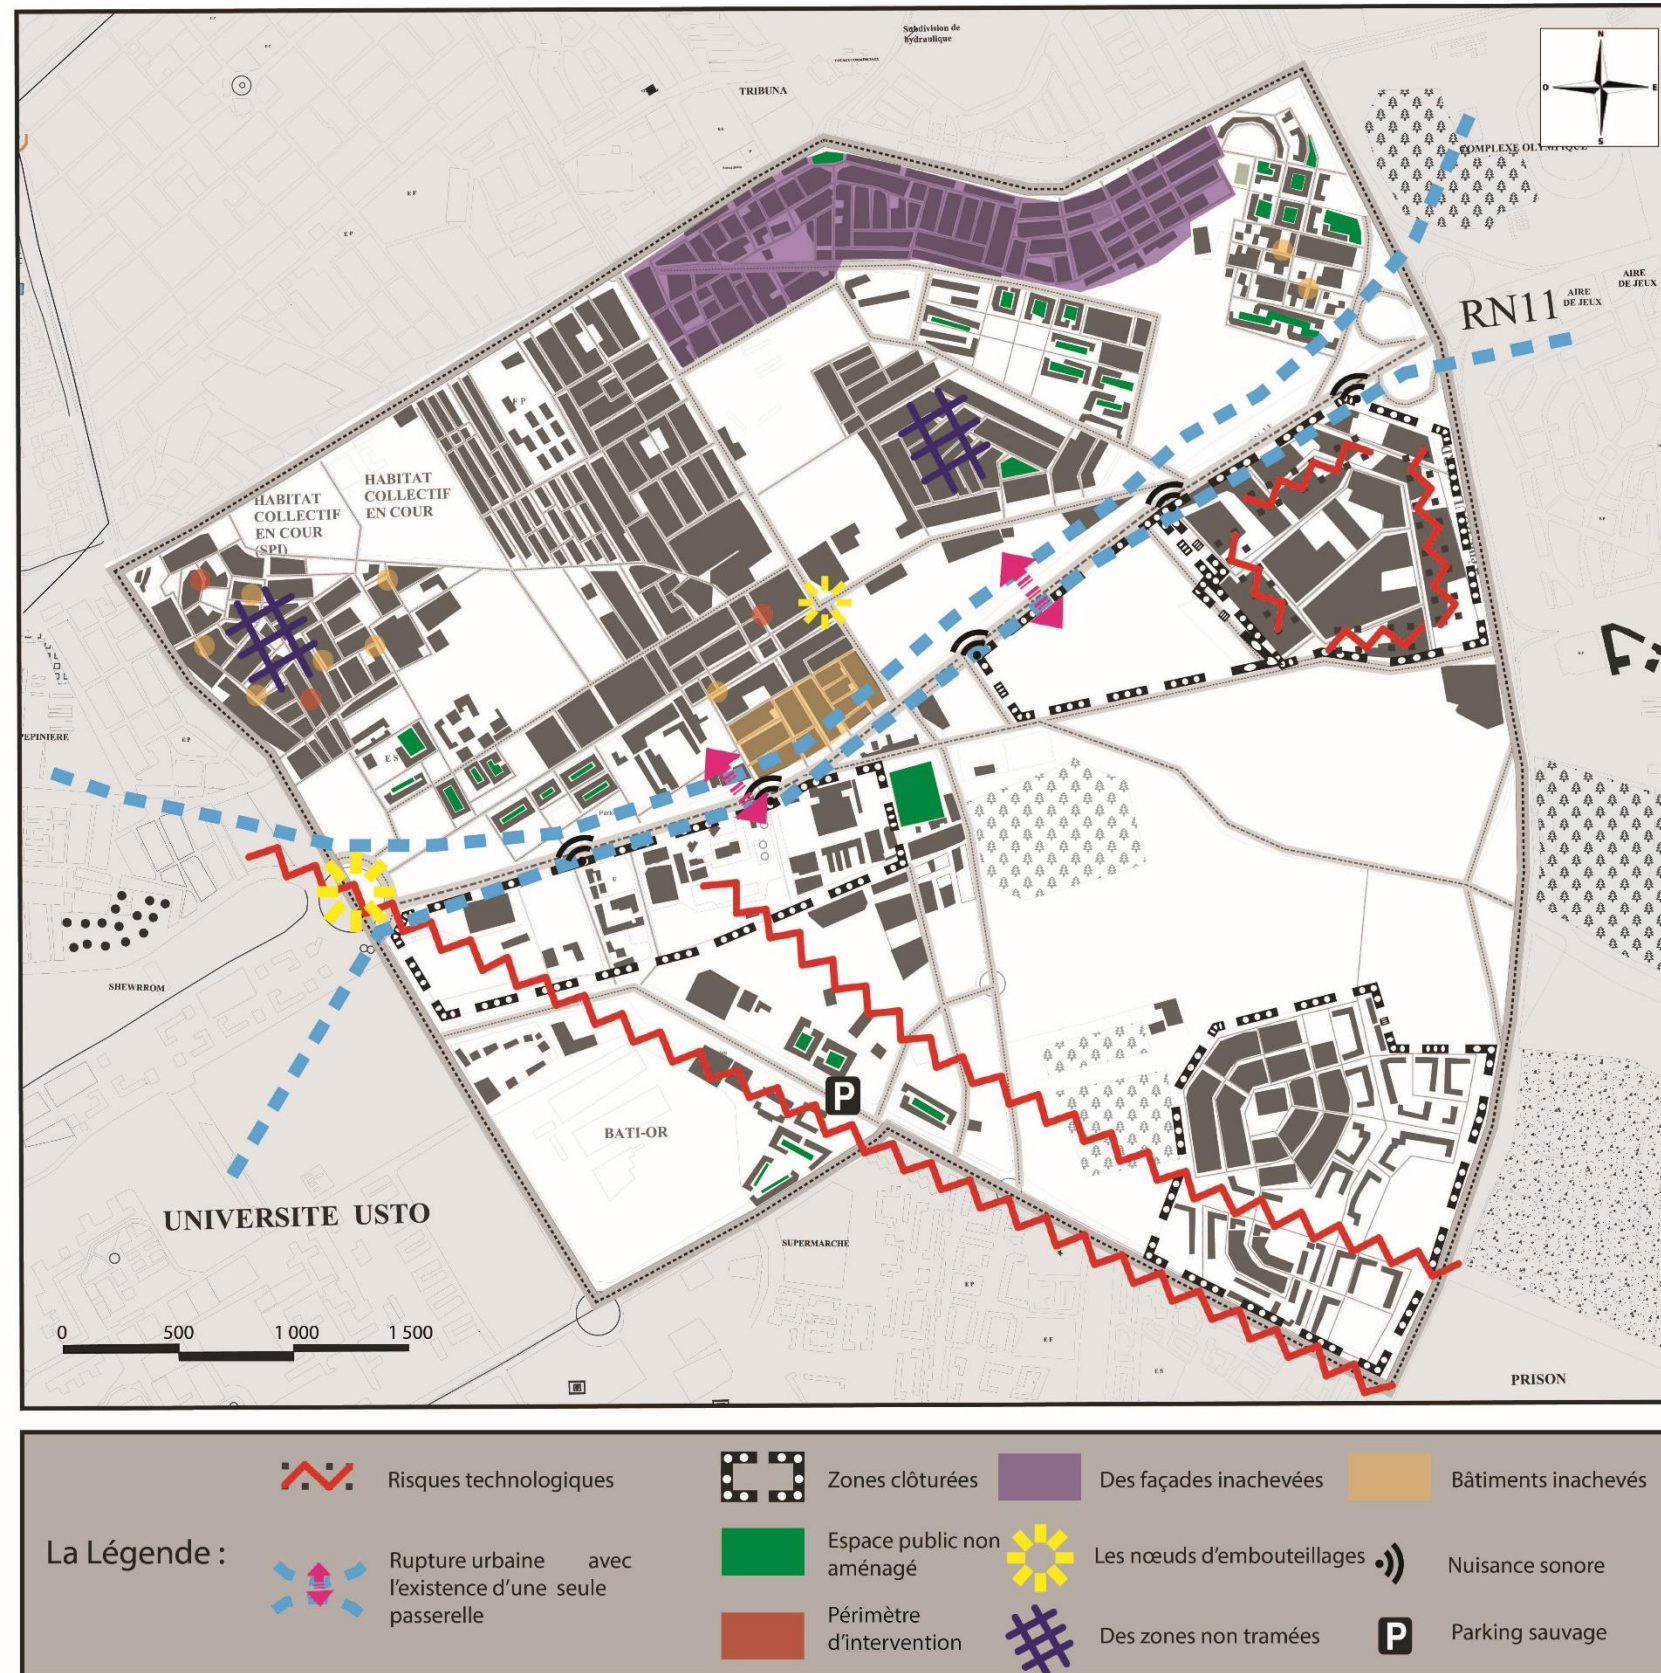 Subdivision de
hydraulique
TRIBUNA
N
O
E
S
COMPLEXE OLYMPIQUE
AIRE
DE JEUX
AIRE
DE JEUX
RN11
E P
E P
E P
HABITAT
COLLECTIF
EN COUR
HABITAT
COLLECTIF
EN COUR
(SPI)
PEPINIERE
E P
E S
SHEWRROM
BATI-OR
P
UNIVERSITE USTO
SUPERMARCHE
E P
E S
PRISON
0 500 1 000 1 500
La Légende :
Risques technologiques
Rupture urbaine avec
l'existence d'une seule
passerelle
Zones clôturées
Espace public non
aménagé
Périmètre
d'intervention
Des façades inachevées
Les nœuds d'embouteillages
Des zones non tramées
Bâtiments inachevés
Nuisance sonore
P
Parking sauvage